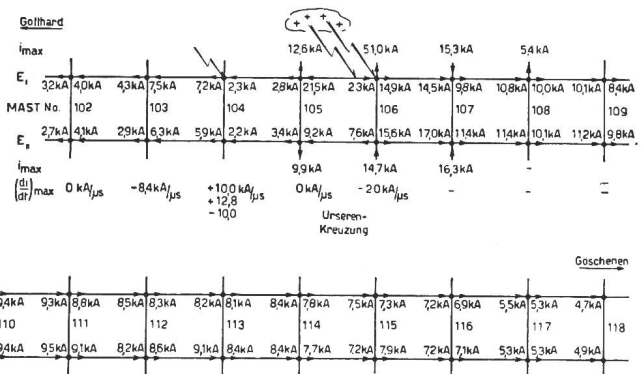 Gotthard
+ + + + +
imax 12,6kA 51,0kA 15,3kA 5,4kA
E I
3,2kA 4,0kA 4,3kA 7,5kA 7,2kA 2,3kA 2,8kA 21,5kA 23kA 14,9kA 14,5kA 9,8kA 10,8kA 10,0kA 10,1kA 8,4kA
MAST No. 102 103 104 105 106 107 108 109
E II
2,7kA 4,1kA 2,9kA 6,3kA 5,9kA 2,2kA 3,4kA 9,2kA 7,6kA 15,6kA 17,0kA 11,4kA 11,4kA 10,1kA 11,2kA 9,8kA
imax 9,9kA 14,7kA 16,3kA -
(di/dt)max 0 kA/µs -8,4kA/µs +10,0 kA/µs 0kA/µs -20kA/µs - - =
+12,8
-10,0
Urseren-
Kreuzung
Göschenen
9,4kA 9,3kA 8,8kA 8,5kA 8,3kA 8,2kA 8,1kA 8,4kA 7,8kA 7,5kA 7,3kA 7,2kA 6,9kA 5,5kA 5,3kA 4,7kA
110 111 112 113 114 115 116 117 118
9,4kA 9,5kA 9,1kA 8,2kA 8,6kA 9,1kA 8,4kA 8,4kA 7,7kA 7,2kA 7,9kA 7,2kA 7,1kA 5,3kA 5,3kA 4,9kA